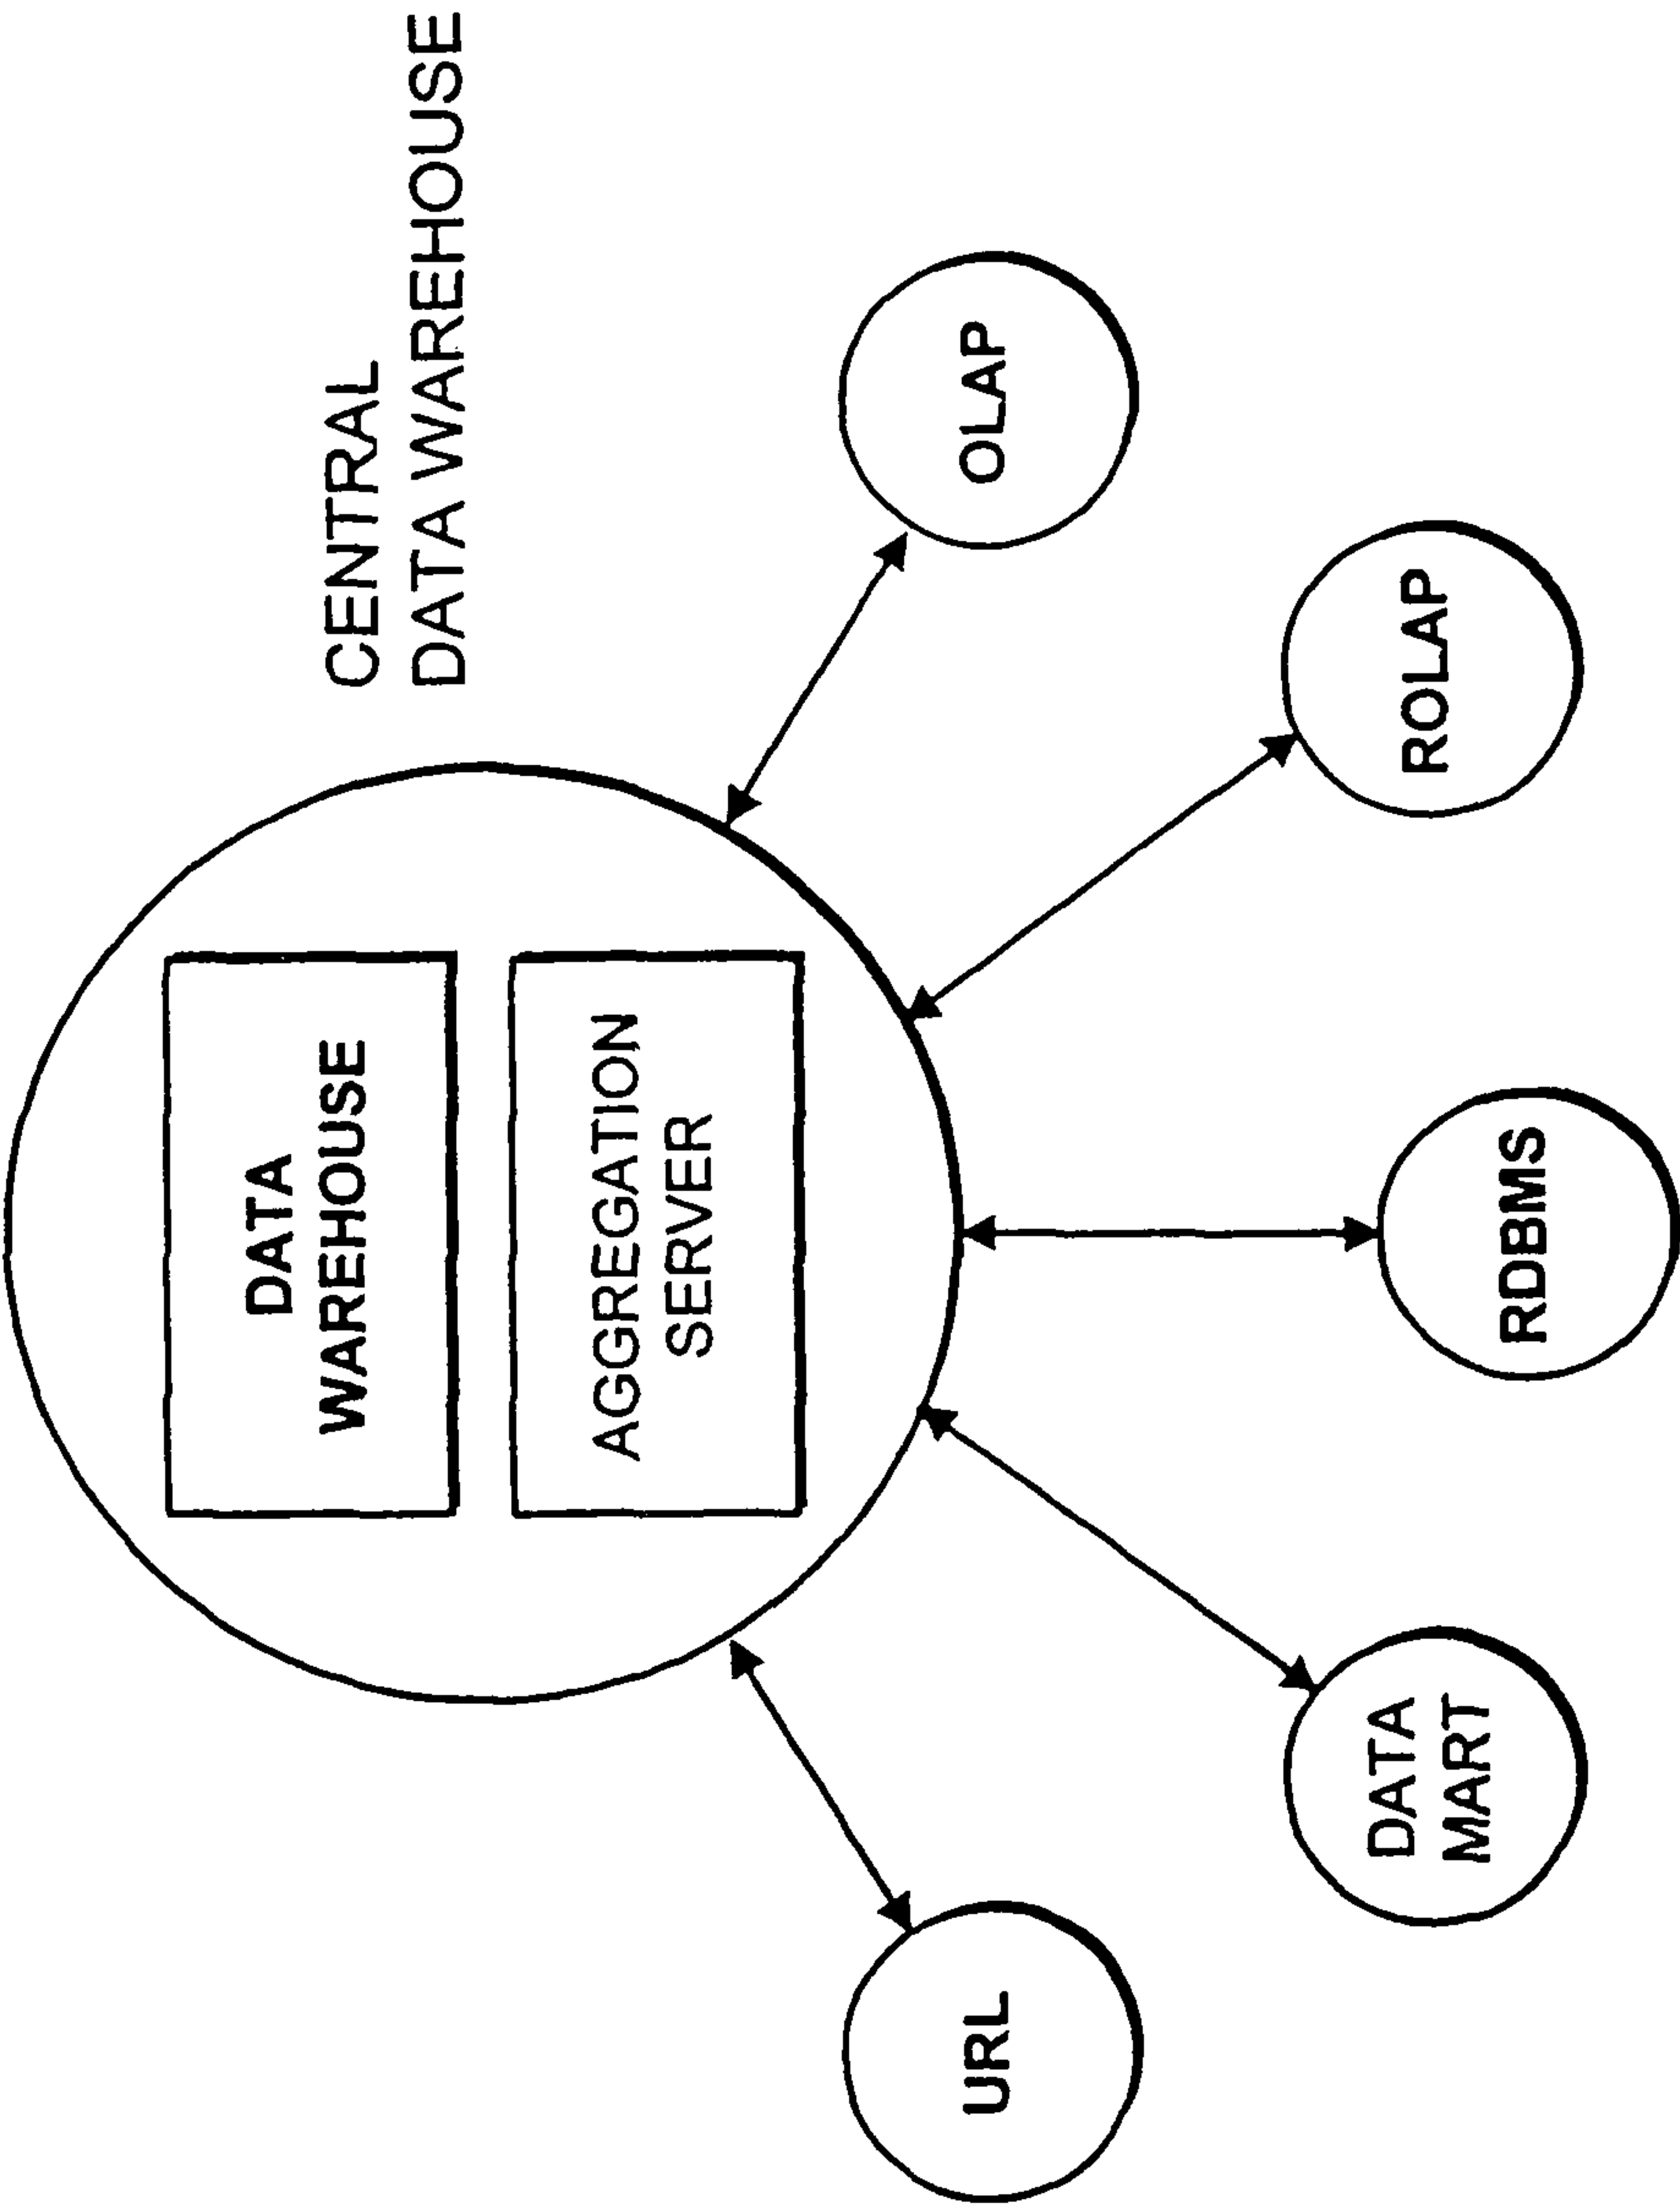 CENTRAL
DATA WAREHOUSE
DATA
WAREHOUSE
AGGREGATION
SERVER
URL
DATA
MART
RDBMS
ROLAP
OLAP